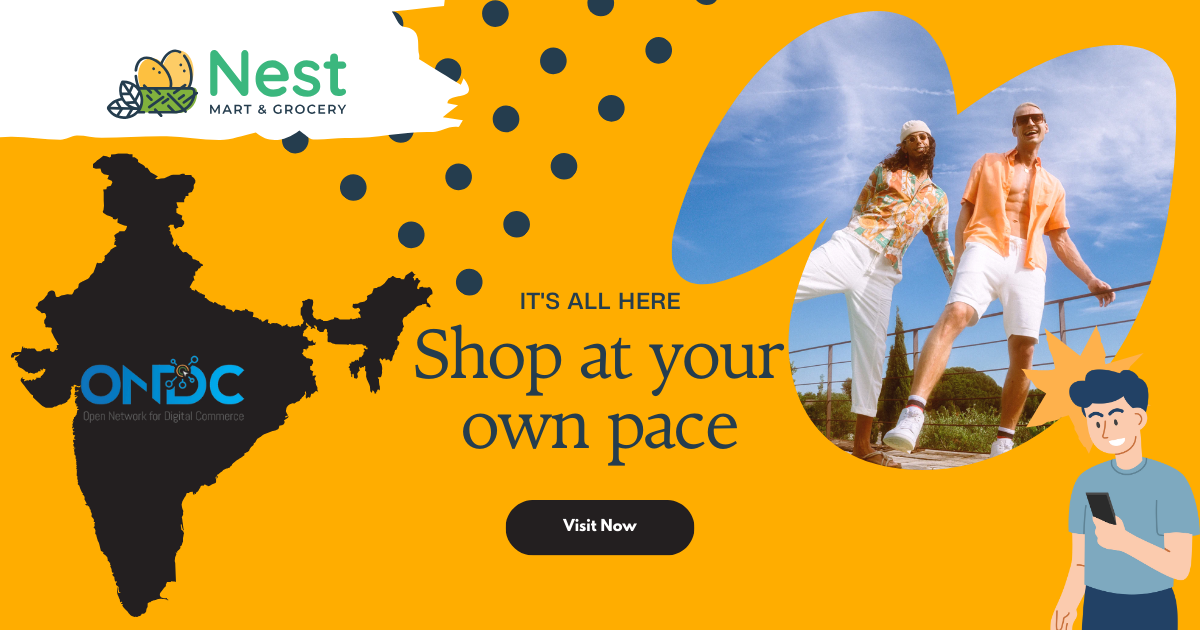 Nest
MART & GROCERY
ONDC
Open Network for Digital Commerce
IT'S ALL HERE
Shop at your
own pace
Visit Now